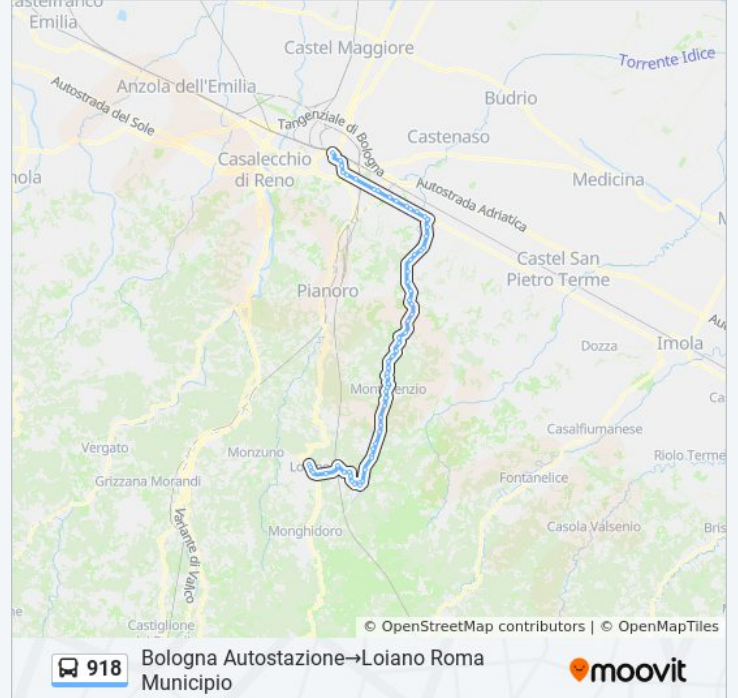 astelfranco
Emilia
Castel Maggiore
Torrente Idice
Anzola dell'Emilia
Autostrada del Sole
Budrio
Tangenziale di Bologna
Castenaso
Casalecchio
di Reno
nola
Medicina
Autostrada Adriatica
Castel San
Pietro Terme
Pianoro
Imola
Dozza
Casalfiumanese
Vergato
Monzuno
Riolo Terme
Grizzana Morandi
Fontanelice
Variante di Valico
Monghidoro
Casola Valsenio
Bris
Castiglione
© OpenStreetMap contributors | © OpenMapTiles
918
Bologna Autostazione→Loiano Roma
Municipio
moovit